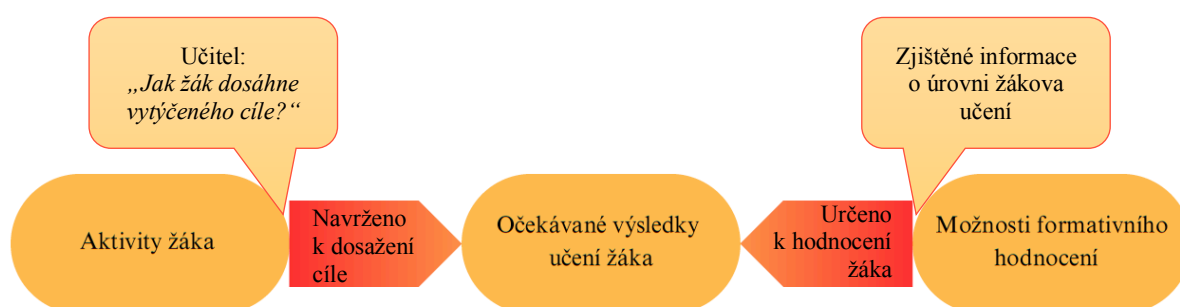 Učitel:
„Jak žák dosáhne
vytýčeného cíle?“
Zjištěné informace
o úrovni žákova
učení
Aktivity žáka
Navrženo
k dosažení
cíle
Očekávané výsledky
učení žáka
Určeno
k hodnocení
žáka
Možnosti formativního
hodnocení